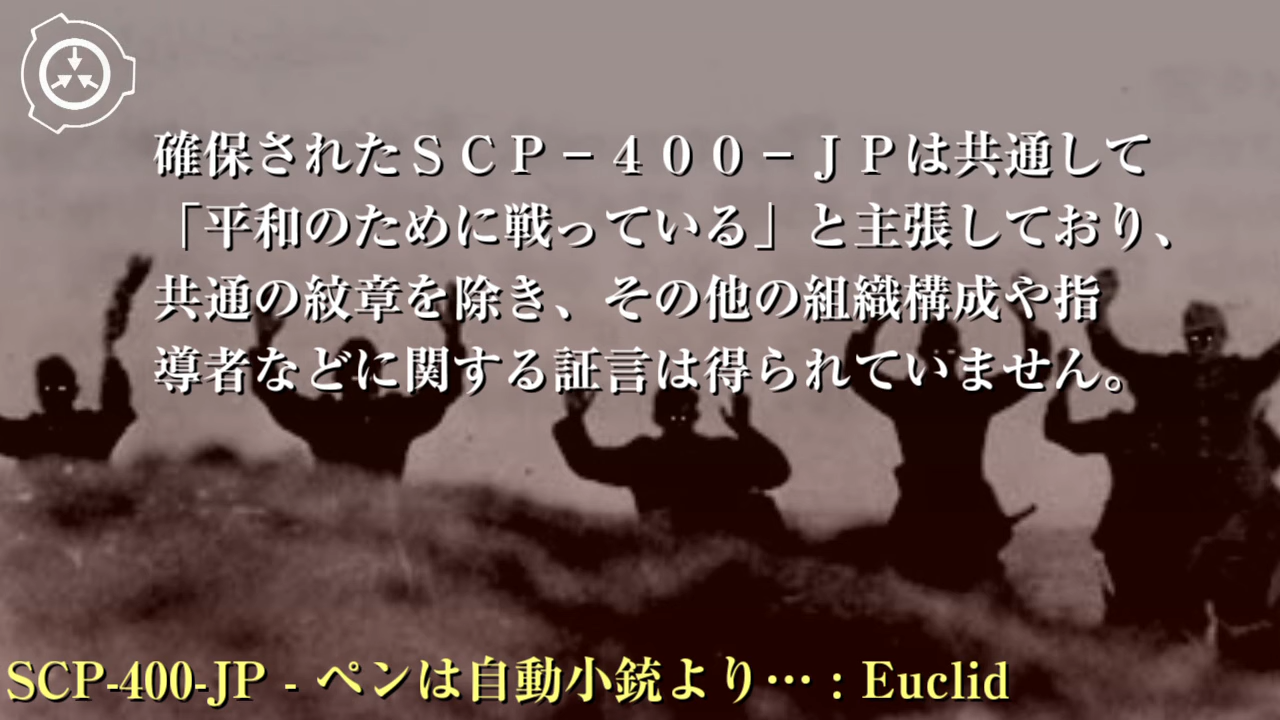 確保されたＳＣＰ－４００－ＪＰは共通して
「平和のために戦っている」と主張しており、
共通の紋章を除き、その他の組織構成や指
導者などに関する証言は得られていません。
SCP-400-JP - ペンは自動小銃より… : Euclid